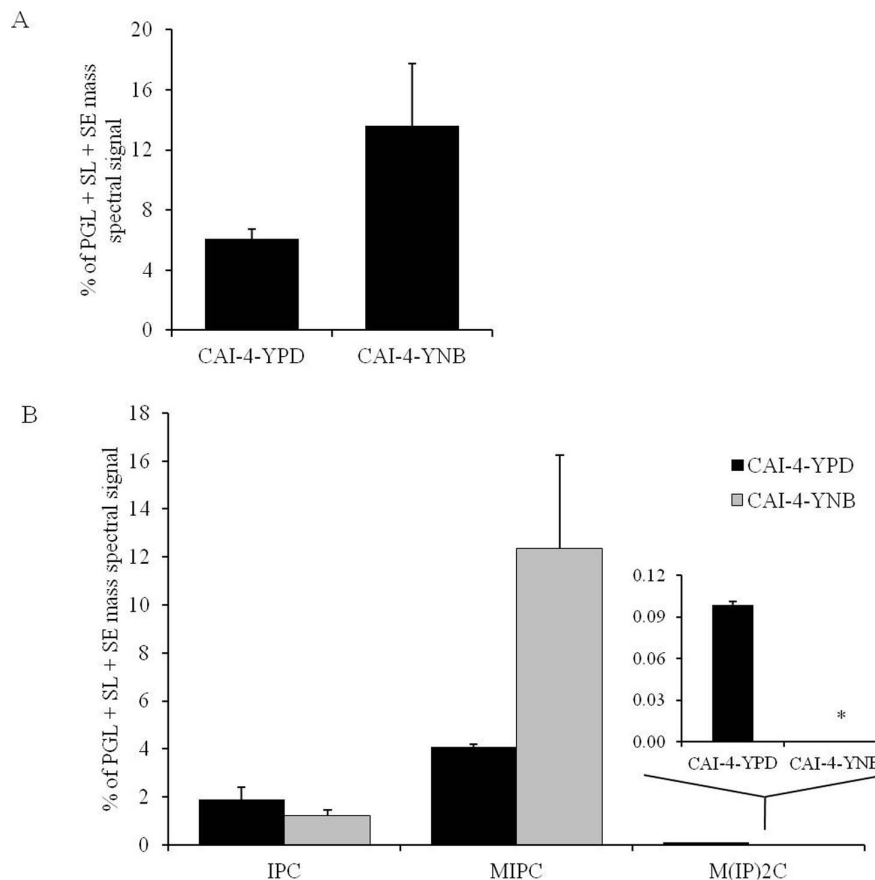 A
% of PGL + SL + SE mass
spectral signal
20
16
12
8
4
0
CAI-4-YPD CAI-4-YNB
B
% of PGL + SL + SE mass spectral signal
18
16
14
12
10
8
6
4
2
0
IPC MIPC M(IP)2C
CAI-4-YPD
CAI-4-YNB
0.12
0.09
0.06
0.03
0.00
*
CAI-4-YPD CAI-4-YNB